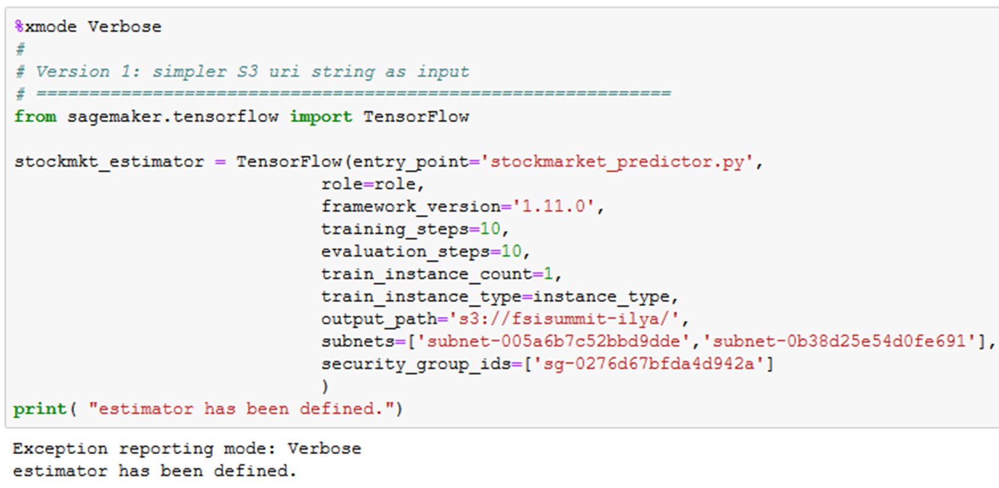 %xmode Verbose
#
# Version 1: simpler S3 uri string as input
# ============================================================
from sagemaker.tensorflow import TensorFlow
stockmkt_estimator = TensorFlow(entry_point='stockmarket_predictor.py',
role=role,
framework_version='1.11.0',
training_steps=10,
evaluation_steps=10,
train_instance_count=1,
train_instance_type=instance_type,
output_path='s3://fsisummit-ilya/',
subnets=['subnet-005a6b7c52bbd9dde','subnet-0b38d25e54d0fe691'],
security_group_ids=['sg-0276d67bfda4d942a']
)
print( "estimator has been defined.")
Exception reporting mode: Verbose
estimator has been defined.